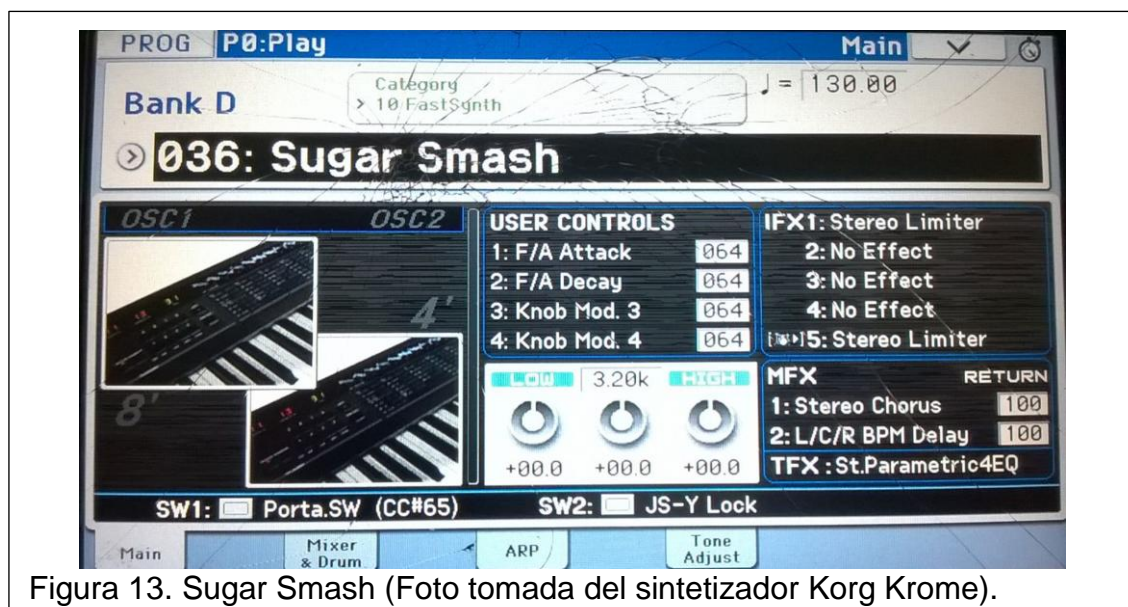 PROG P0:Play Main
Category
Bank D > 10 FastSynth ♩= 130.00
036: Sugar Smash
OSC1 OSC2
4'
8'
USER CONTROLS
1: F/A Attack 064
2: F/A Decay 064
3: Knob Mod. 3 064
4: Knob Mod. 4 064
LOW 3.20k HIGH
+00.0 +00.0 +00.0
IFX1: Stereo Limiter
2: No Effect
3: No Effect
4: No Effect
5: Stereo Limiter
MFX RETURN
1: Stereo Chorus 100
2: L/C/R BPM Delay 100
TFX : St.Parametric4EQ
SW1: Porta.SW (CC#65) SW2: JS-Y Lock
Main Mixer & Drum ARP Tone Adjust
Figura 13. Sugar Smash (Foto tomada del sintetizador Korg Krome).